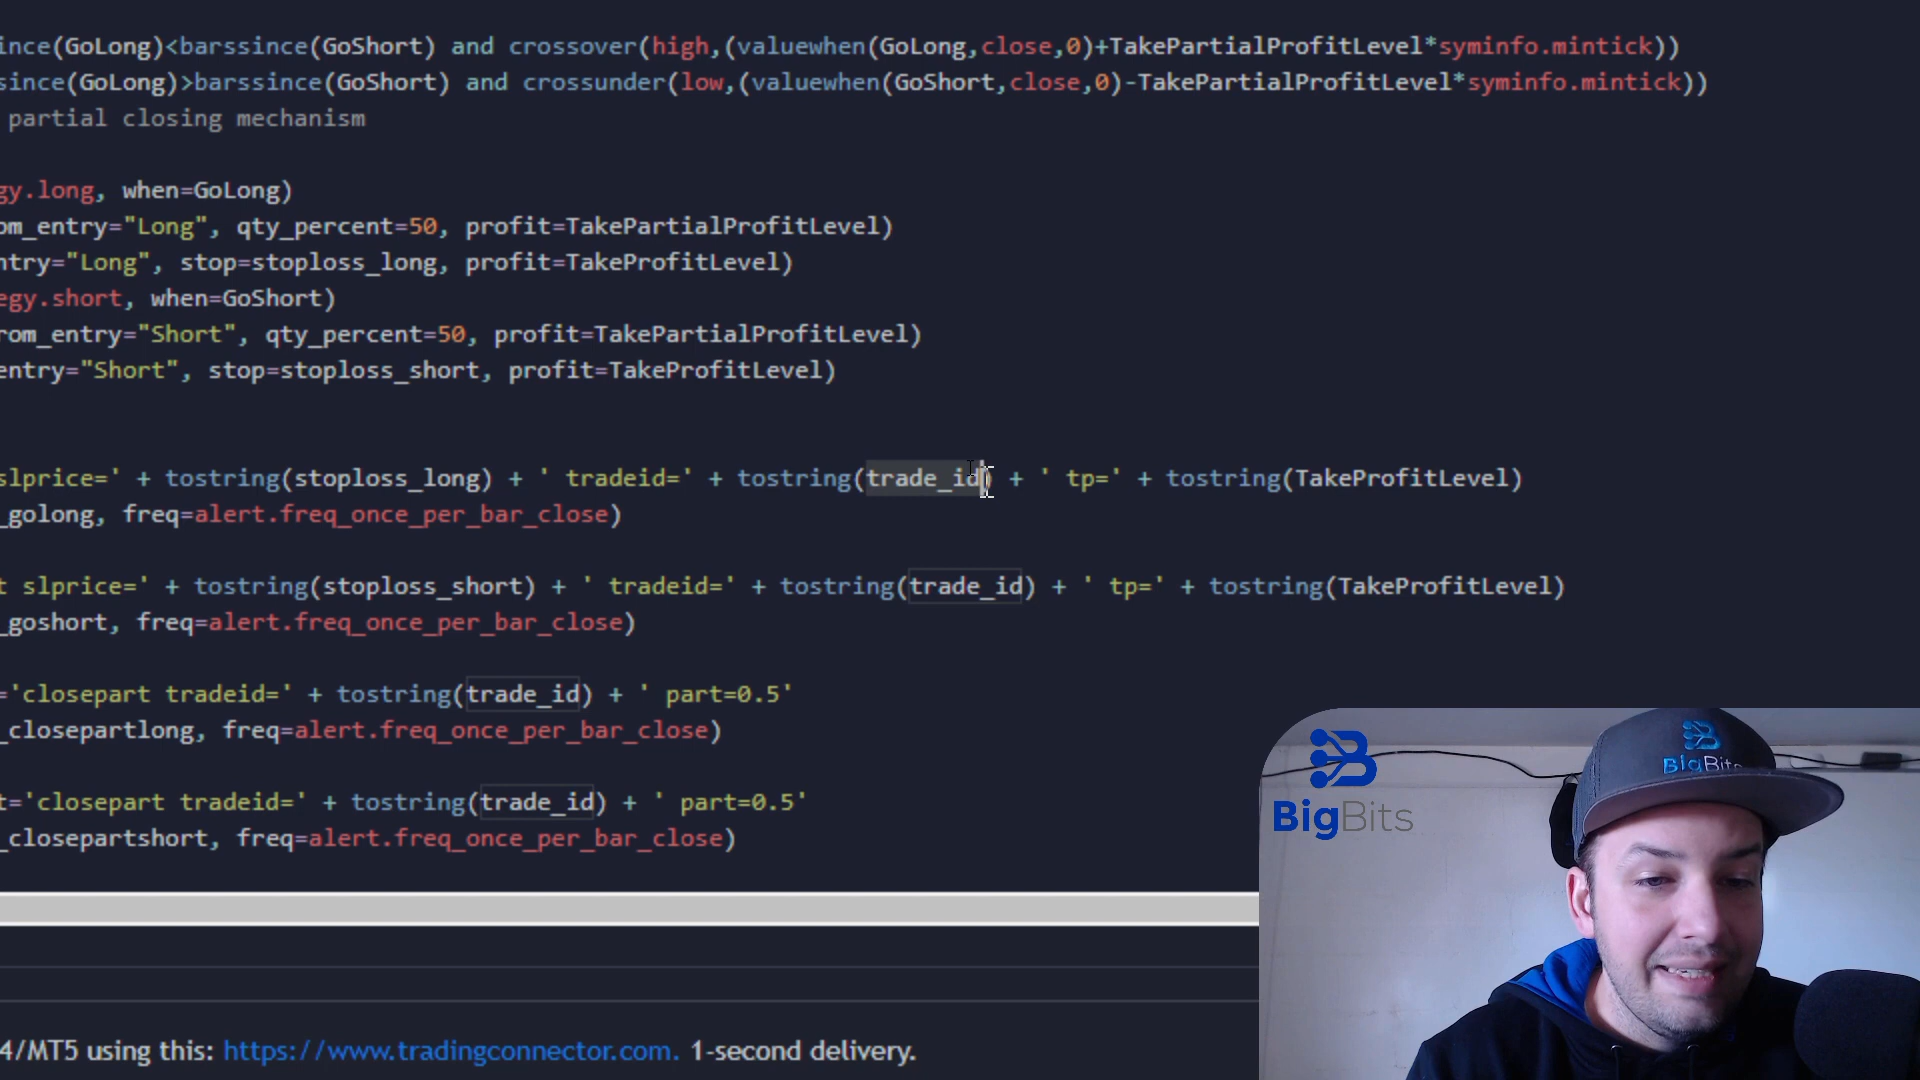 ince(GoLong)<barssince(GoShort) and crossover(high,(valuewhen(GoLong,close,0)+TakePartialProfitLevel*syminfo.mintick))
since(GoLong)>barssince(GoShort) and crossunder(low,(valuewhen(GoShort,close,0)-TakePartialProfitLevel*syminfo.mintick))
partial closing mechanism
gy.long, when=GoLong)
om_entry="Long", qty_percent=50, profit=TakePartialProfitLevel)
ntry="Long", stop=stoploss_long, profit=TakeProfitLevel)
egy.short, when=GoShort)
rom_entry="Short", qty_percent=50, profit=TakePartialProfitLevel)
entry="Short", stop=stoploss_short, profit=TakeProfitLevel)
slprice=' + tostring(stoploss_long) + ' tradeid=' + tostring(trade_id) + ' tp=' + tostring(TakeProfitLevel)
_golong, freq=alert.freq_once_per_bar_close)
t slprice=' + tostring(stoploss_short) + ' tradeid=' + tostring(trade_id) + ' tp=' + tostring(TakeProfitLevel)
_goshort, freq=alert.freq_once_per_bar_close)
='closepart tradeid=' + tostring(trade_id) + ' part=0.5'
_closepartlong, freq=alert.freq_once_per_bar_close)
t='closepart tradeid=' + tostring(trade_id) + ' part=0.5'
_closepartshort, freq=alert.freq_once_per_bar_close)
BigBits
BigBits
4/MT5 using this: https://www.tradingconnector.com. 1-second delivery.